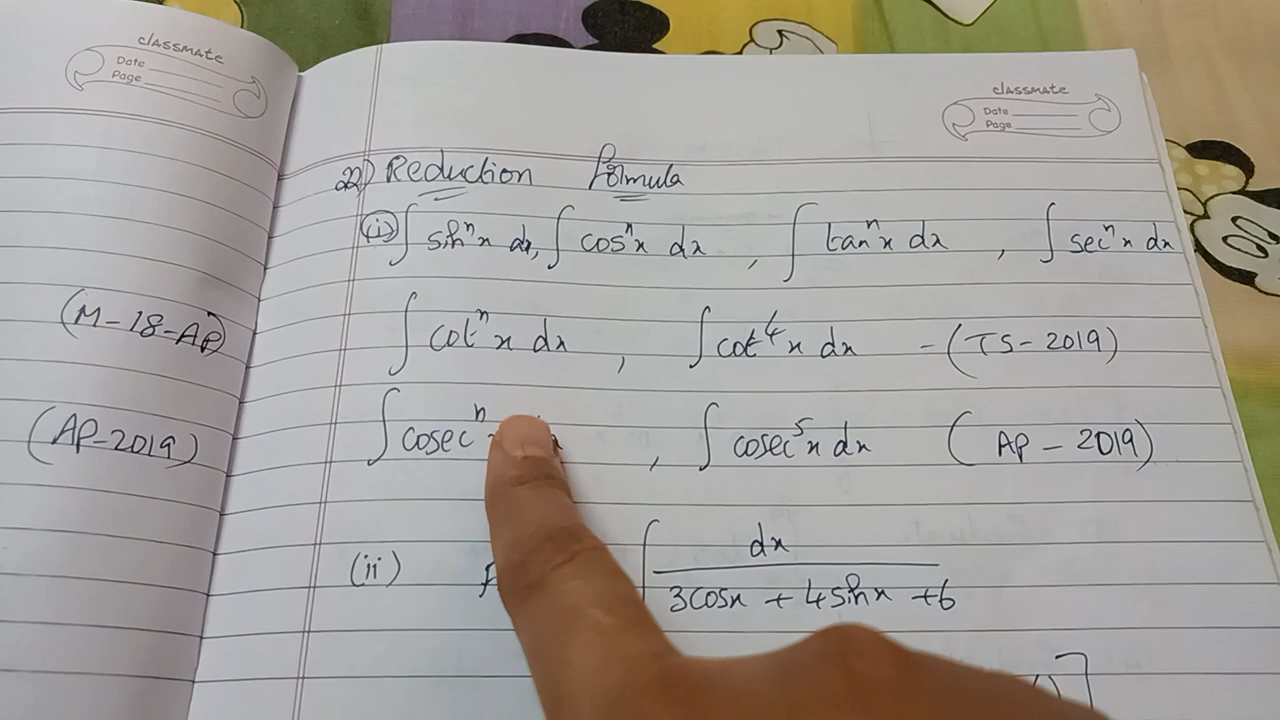 classmate
Date
Page
classmate
Date
Page
22) Reduction Formula
(i) ∫ sinⁿx dx, ∫ cosⁿx dx , ∫ tanⁿx dx , ∫ secⁿx dx
(M-18-AP) ∫ cotⁿx dx , ∫ cot⁴x dx - (TS-2019)
(AP-2019) ∫ cosecⁿ , ∫ cosec⁵x dx (AP-2019)
(ii) ∫ dx / 3cosx + 4sinx + 6